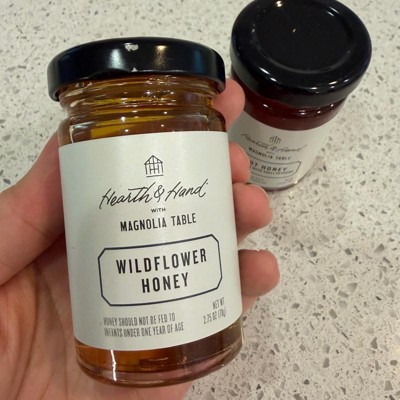 Hearth & Hand
WITH
MAGNOLIA TABLE
WILDFLOWER
HONEY
HONEY SHOULD NOT BE FED TO
INFANTS UNDER ONE YEAR OF AGE
NET WT
2.75 OZ (78g)
Hearth & Hand
MAGNOLIA TABLE
HONEY